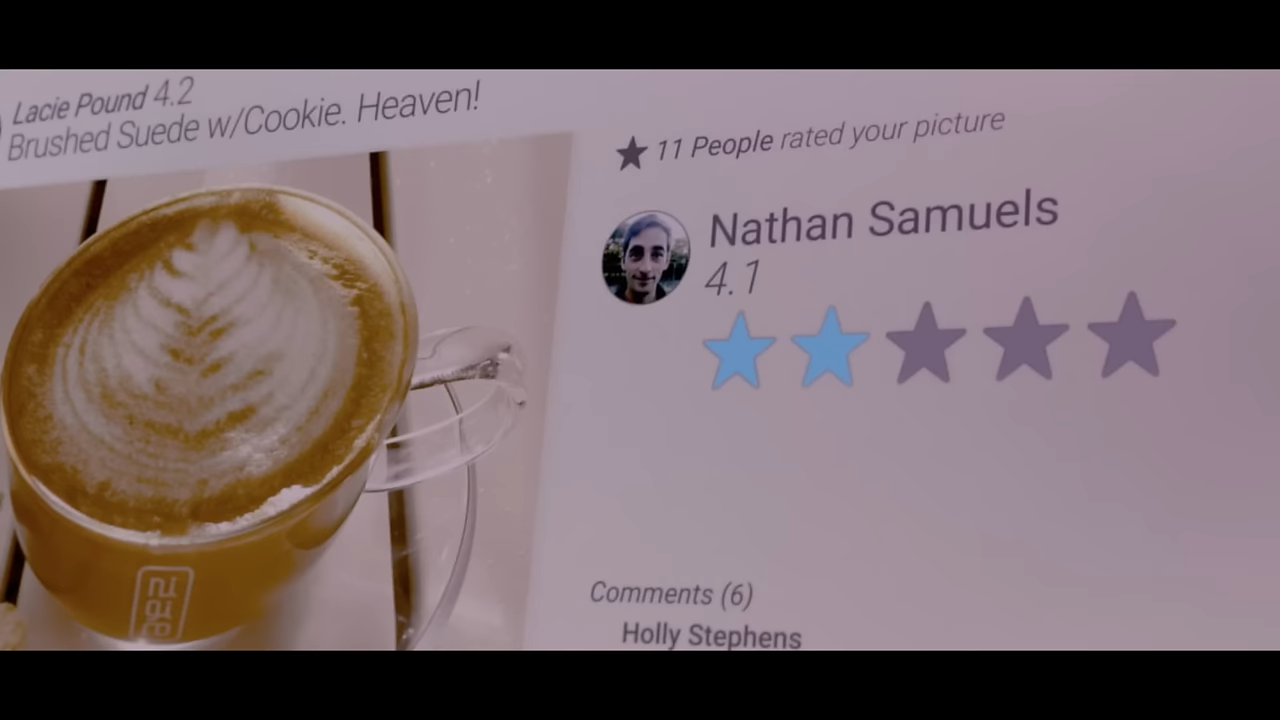 Lacie Pound 4.2
Brushed Suede w/Cookie. Heaven!
11 People rated your picture
Nathan Samuels
4.1
Comments (6)
Holly Stephens